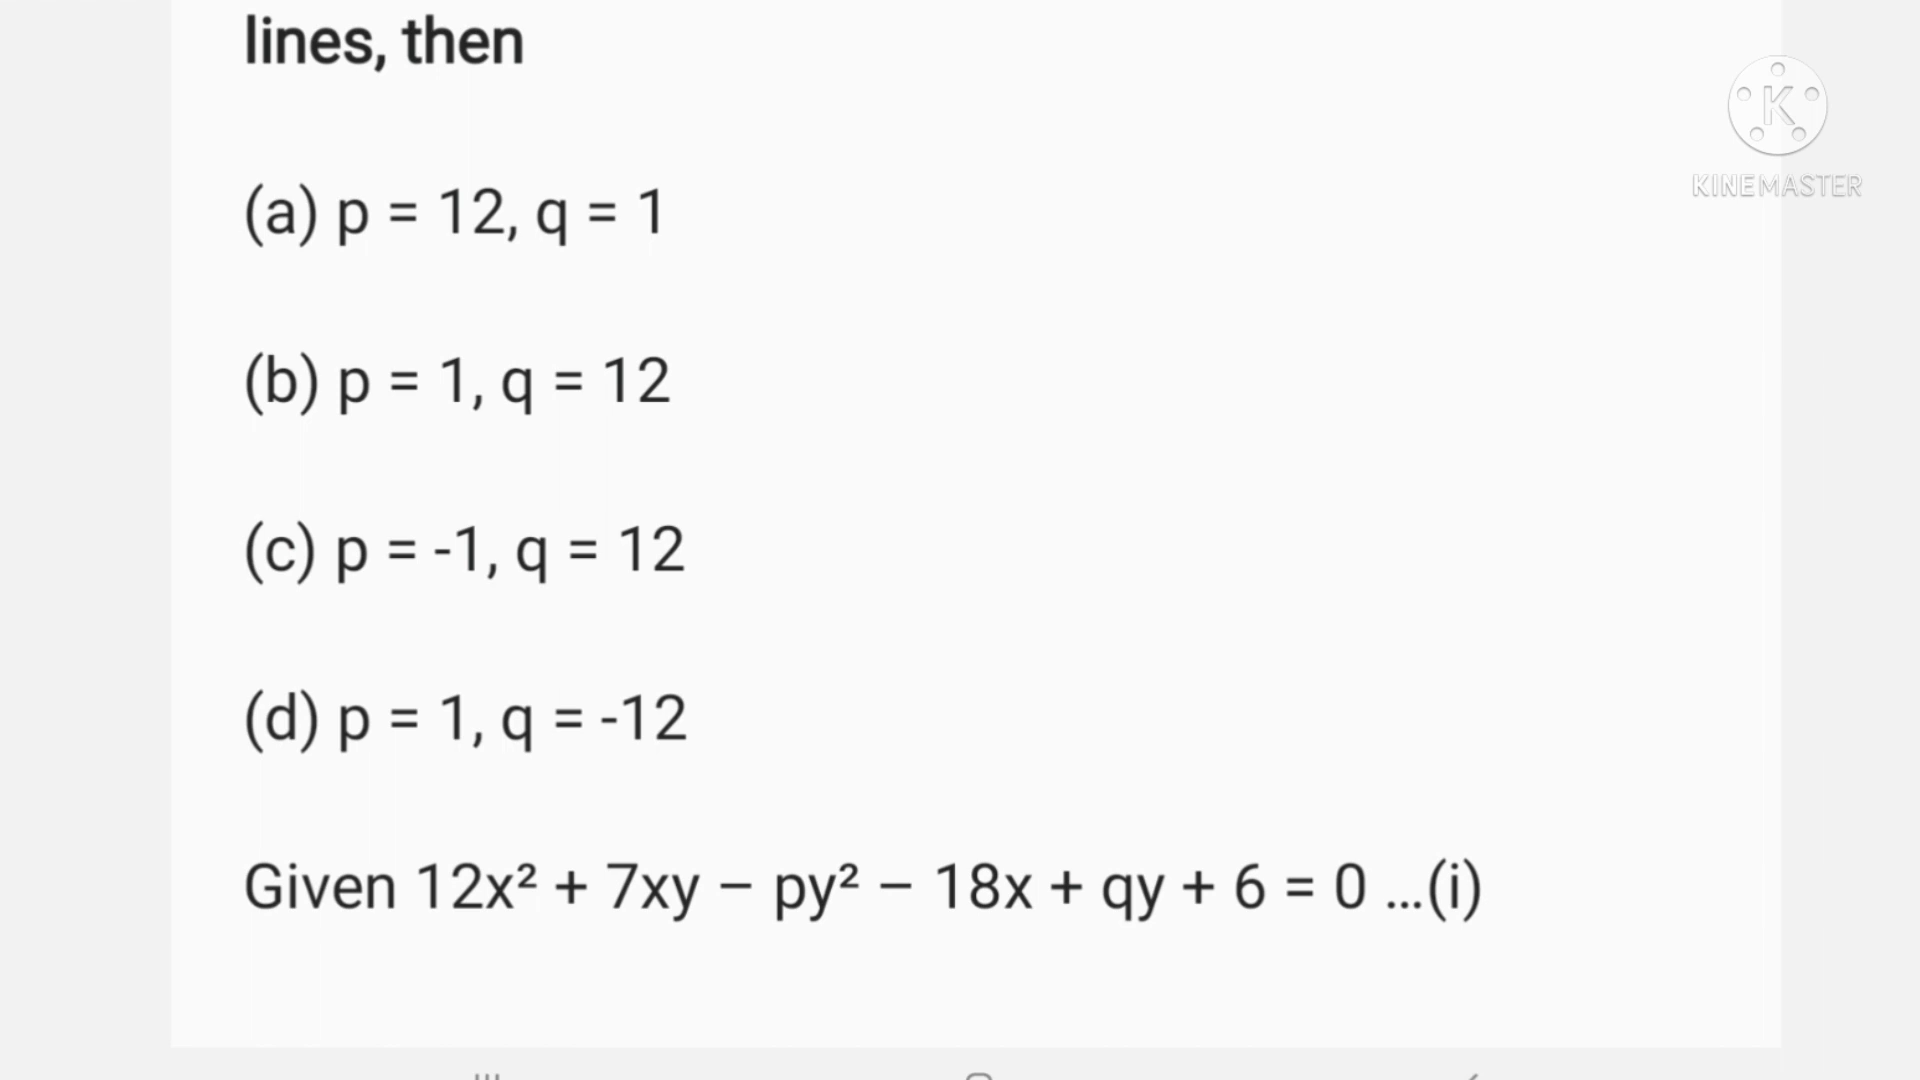 lines, then
K
KINEMASTER
(a) p = 12, q = 1
(b) p = 1, q = 12
(c) p = -1, q = 12
(d) p = 1, q = -12
Given 12x² + 7xy – py² – 18x + qy + 6 = 0 ...(i)